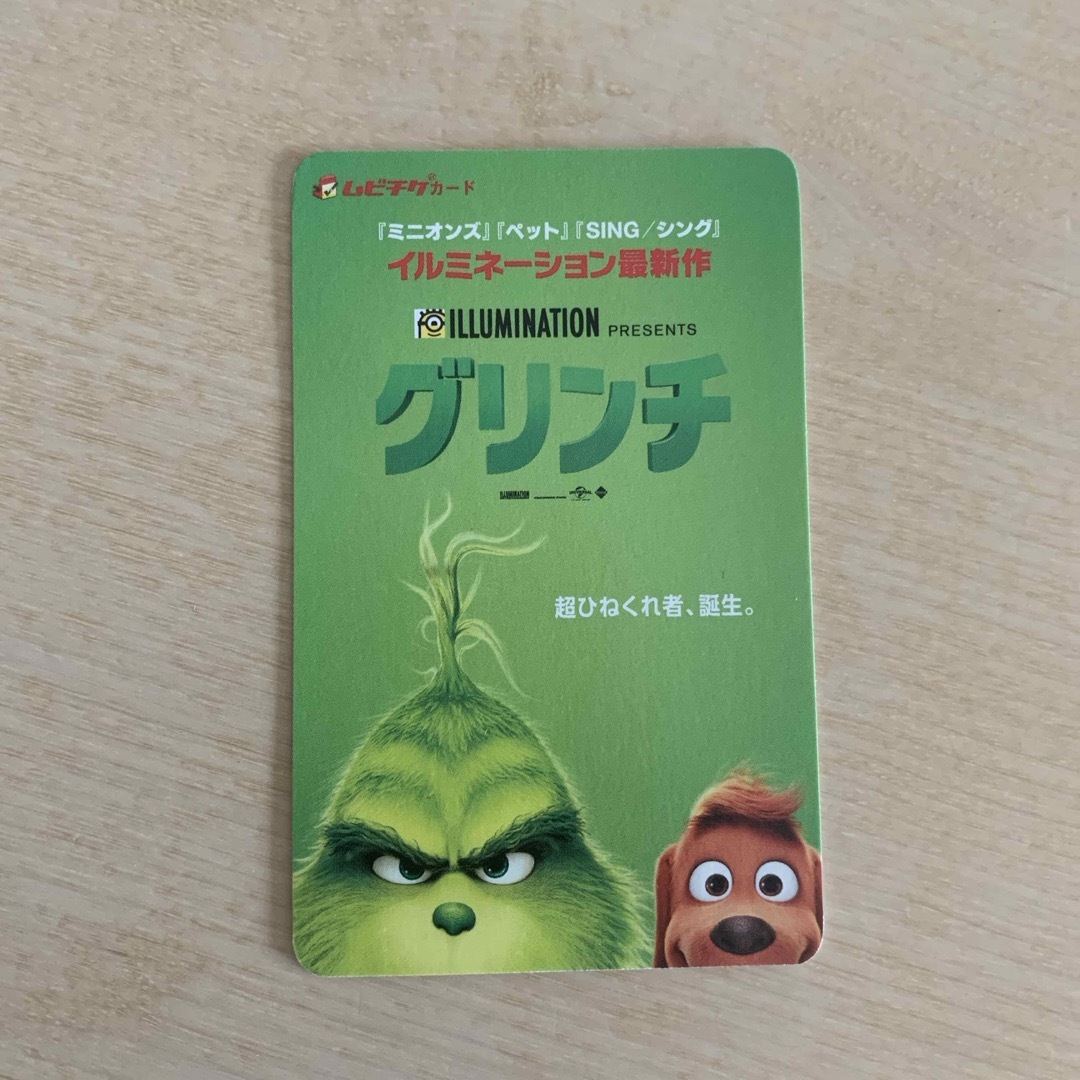 ムビチケ®カード
『ミニオンズ』『ペット』『SING／シング』
イルミネーション最新作
ILLUMINATION PRESENTS
グリンチ
ILLUMINATION UNIVERSAL
超ひねくれ者、誕生。